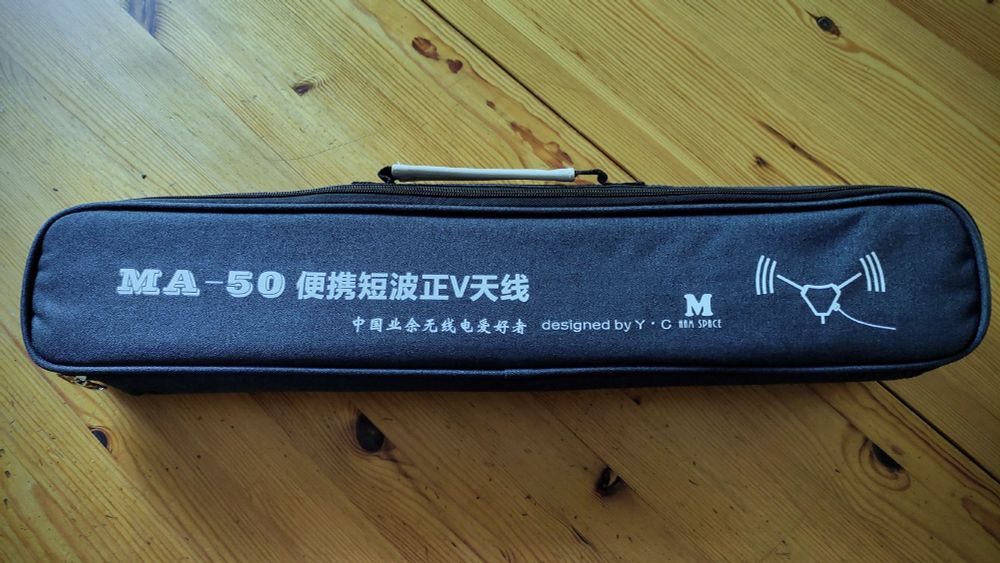 MA-50 便携短波正V天线
中国业余无线电爱好者 designed by Y·C
M
HAM SPACE